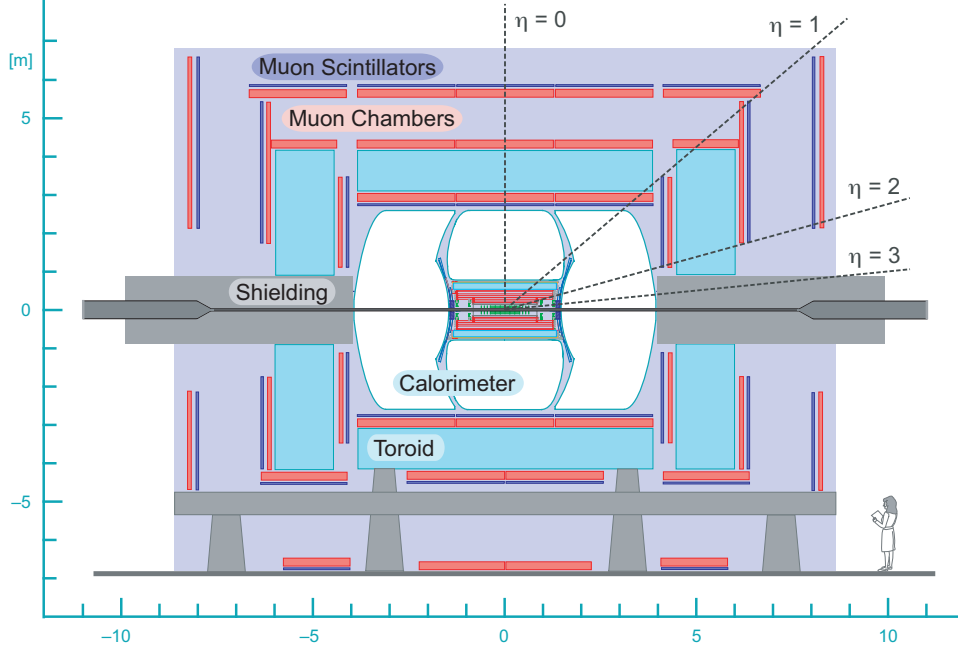 η = 0
η = 1
[m]
Muon Scintillators
5
Muon Chambers
η = 2
η = 3
Shielding
0
Calorimeter
Toroid
–5
–10
–5
0
5
10